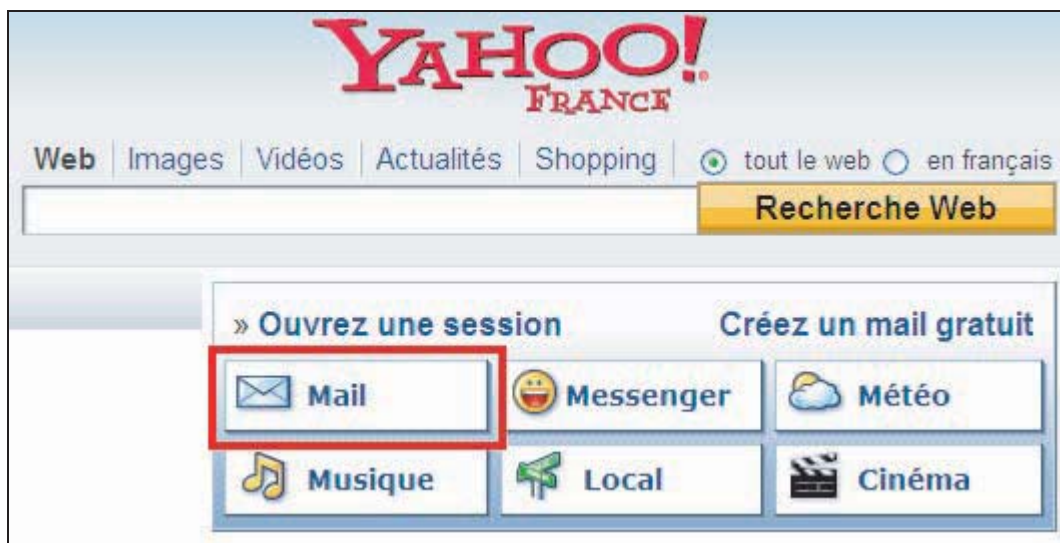 YAHOO!
FRANCE
Web Images Vidéos Actualités Shopping tout le web en français
Recherche Web
» Ouvrez une session Créez un mail gratuit
Mail Messenger Météo
Musique Local Cinéma